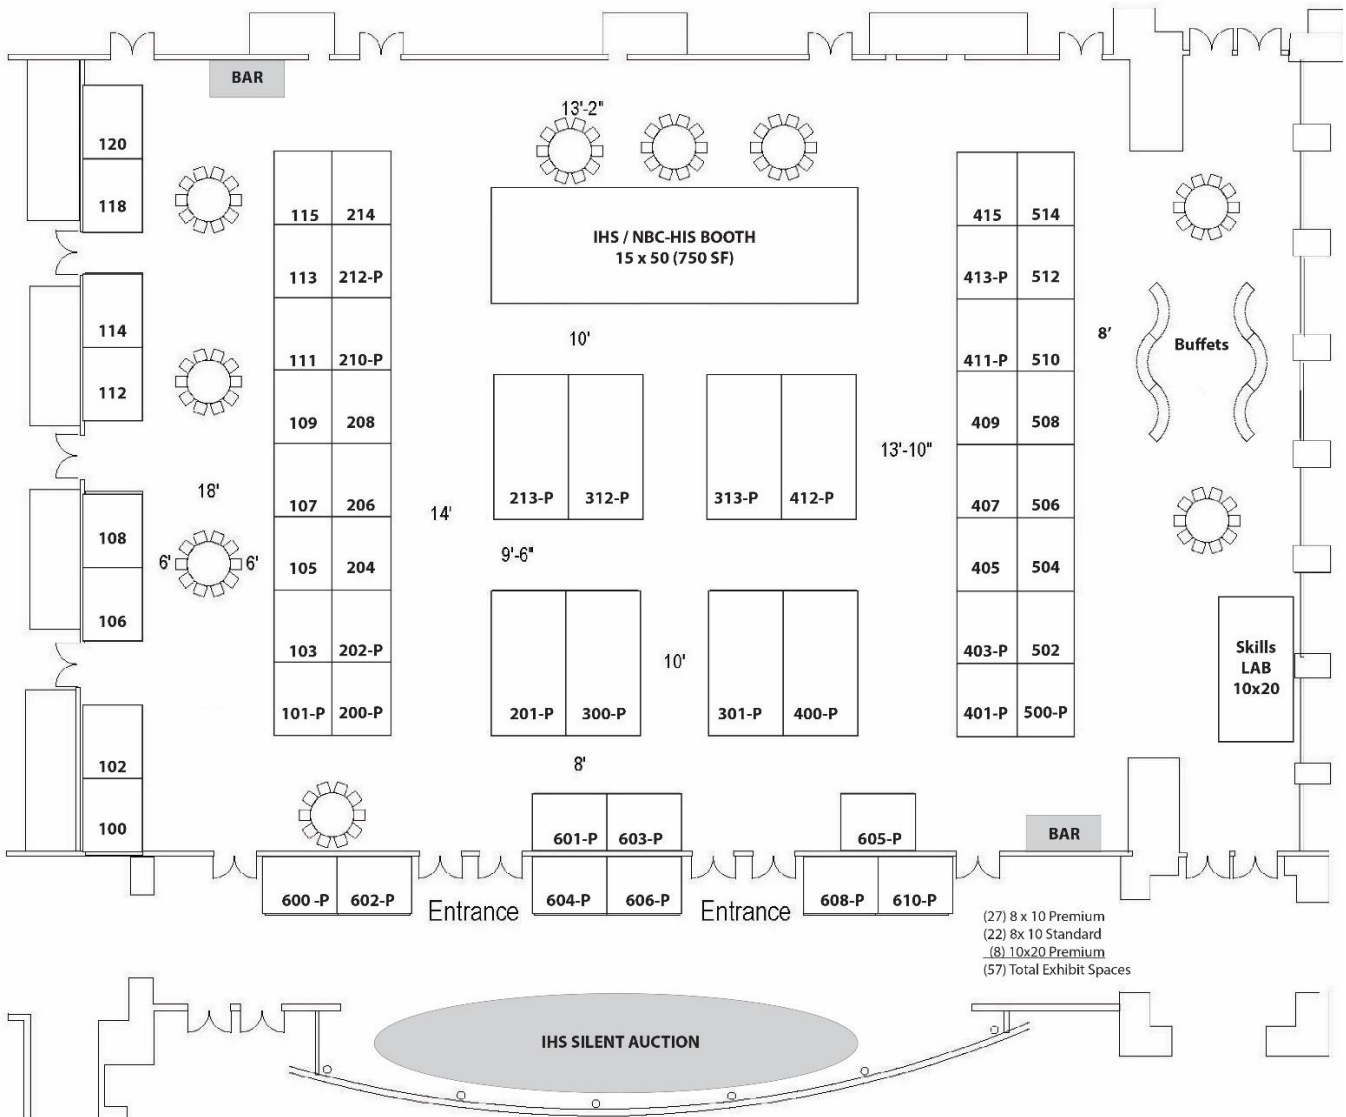 BAR
13'-2"
120
118
115 214
415 514
IHS / NBC-HIS BOOTH
15 x 50 (750 SF)
113 212-P
413-P 512
114
10'
8'
Buffets
111 210-P
411-P 510
112
109 208
409 508
13'-10"
18'
213-P 312-P
313-P 412-P
107 206
407 506
14'
108
6' 6'
9'-6"
105 204
405 504
106
103 202-P
10'
403-P 502
Skills
LAB
10x20
101-P 200-P
201-P 300-P
301-P 400-P
401-P 500-P
102
8'
100
601-P 603-P
605-P
BAR
600 -P 602-P
Entrance
604-P 606-P
Entrance
608-P 610-P
(27) 8 x 10 Premium
(22) 8x 10 Standard
(8) 10x20 Premium
(57) Total Exhibit Spaces
IHS SILENT AUCTION